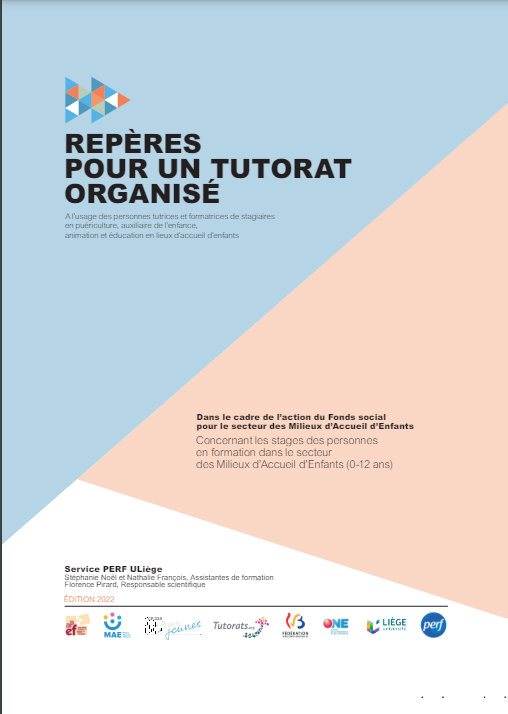 REPÈRES
POUR UN TUTORAT
ORGANISÉ
A l'usage des personnes tutrices et formatrices de stagiaires
en puériculture, auxiliaire de l'enfance,
animation et éducation en lieux d'accueil d'enfants
Dans le cadre de l'action du Fonds social
pour le secteur des Milieux d'Accueil d'Enfants
Concernant les stages des personnes
en formation dans le secteur
des Milieux d'Accueil d'Enfants (0-12 ans)
Service PERF ULiège
Stéphanie Noël et Nathalie François, Assistantes de formation
Florence Pirard, Responsable scientifique
ÉDITION 2022
ef
MAE
jeunes
Tutorats.org
FÉDÉRATION
ONE
LIÈGE
université
perf